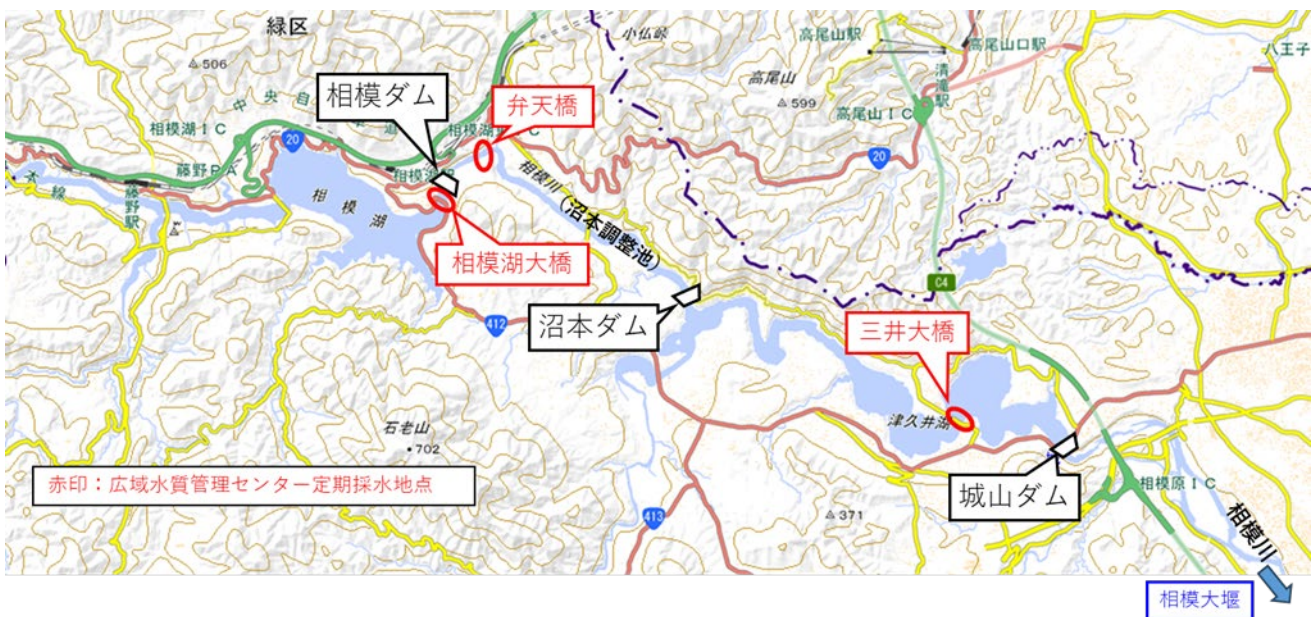 緑区
小仏峠
高尾山駅
高尾山口駅
八王子
△506
相模ダム
弁天橋
高尾山
△599
清滝駅
中央自
道
高尾山IC
相模湖IC
20
藤野PA
20
本線
藤野駅
相模湖
相模川(沼本調整池)
相模湖大橋
C4
沼本ダム
412
三井大橋
石老山
・702
津久井湖
城山ダム
相模原IC
赤印:広域水質管理センター定期採水地点
413
△371
相模川
相模大堰